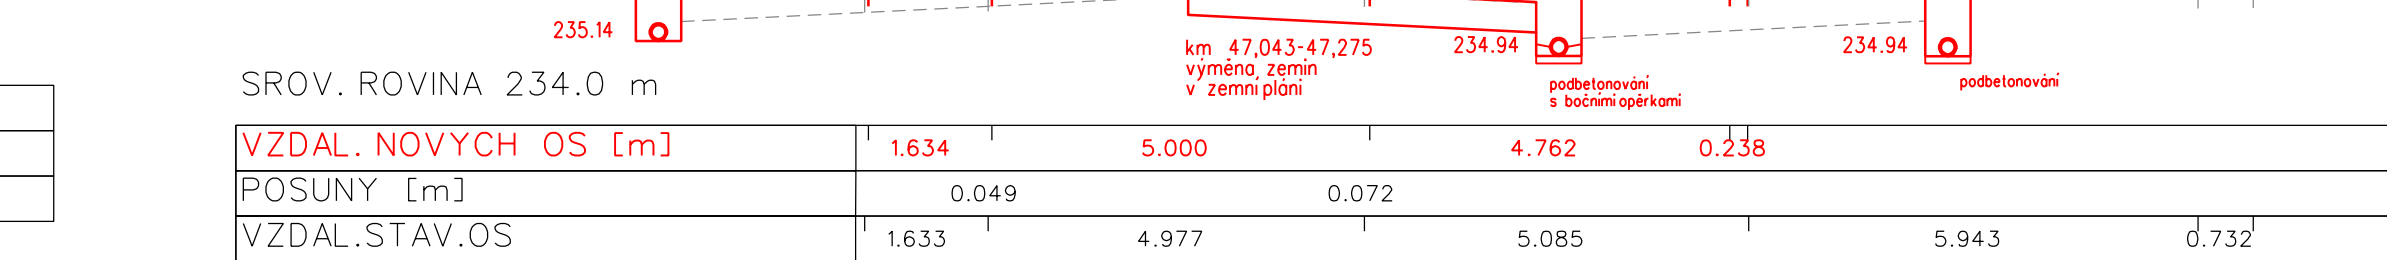 235.14
km 47,043-47,275
výměna zemin
v zemní pláni
234.94
234.94
podbetonování
s bočními opěrkami
podbetonování
SROV. ROVINA 234.0 m
VZDAL. NOVYCH OS [m] 1.634 5.000 4.762 0.238
POSUNY [m] 0.049 0.072
VZDAL.STAV.OS 1.633 4.977 5.085 5.943 0.732